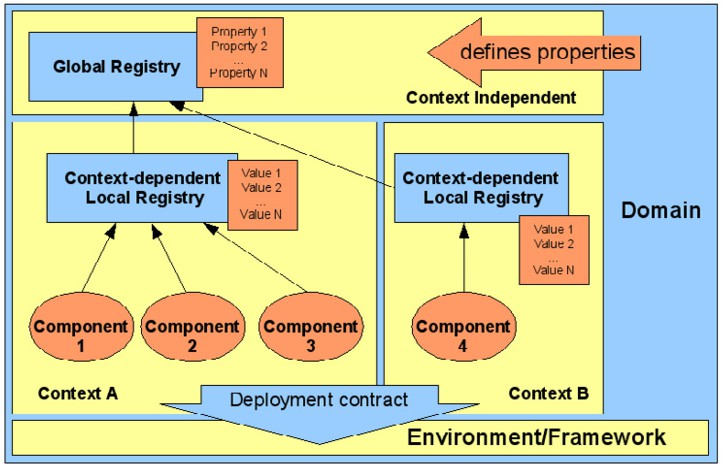 Property 1
Property 2
...
Property N
Global Registry
defines properties
Context Independent
Context-dependent
Local Registry
Value 1
Value 2
...
Value N
Context-dependent
Local Registry
Value 1
Value 2
...
Value N
Domain
Component
1
Component
2
Component
3
Component
4
Context A
Deployment contract
Context B
Environment/Framework